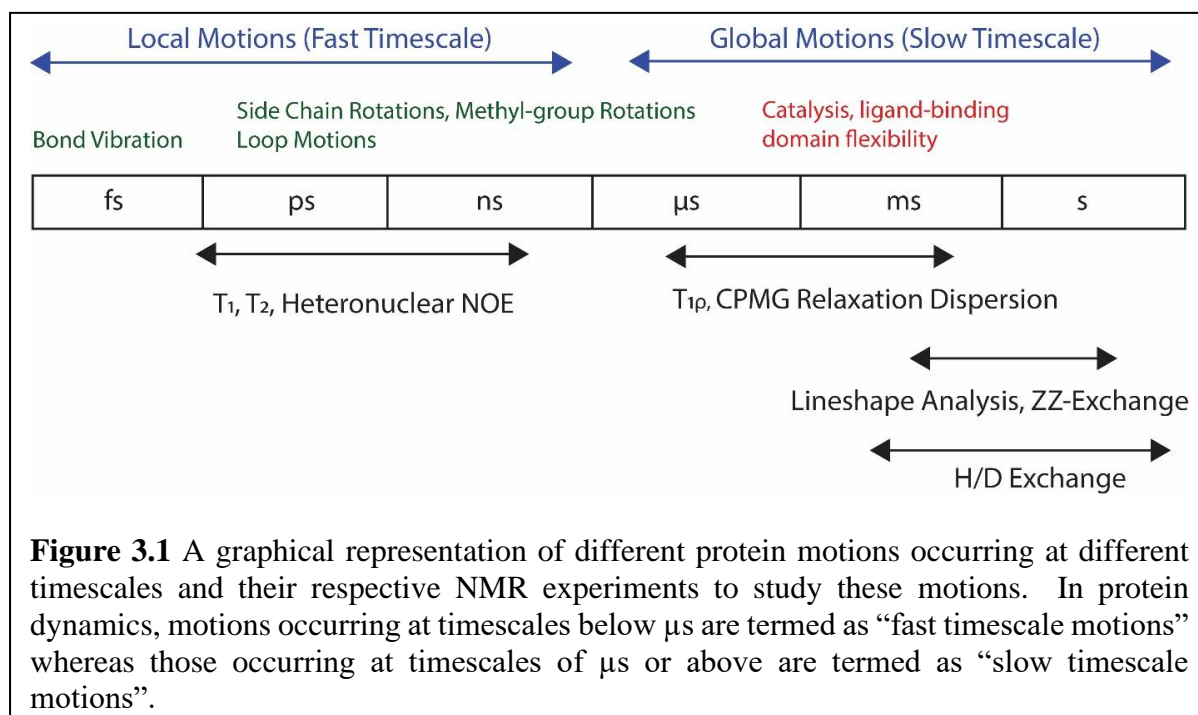 Local Motions (Fast Timescale)
Global Motions (Slow Timescale)
Bond Vibration
Side Chain Rotations, Methyl-group Rotations
Loop Motions
Catalysis, ligand-binding
domain flexibility
fs
ps
ns
μs
ms
s
T₁, T₂, Heteronuclear NOE
T₁ρ, CPMG Relaxation Dispersion
Lineshape Analysis, ZZ-Exchange
H/D Exchange
Figure 3.1 A graphical representation of different protein motions occurring at different
timescales and their respective NMR experiments to study these motions. In protein
dynamics, motions occurring at timescales below μs are termed as “fast timescale motions”
whereas those occurring at timescales of μs or above are termed as “slow timescale
motions”.